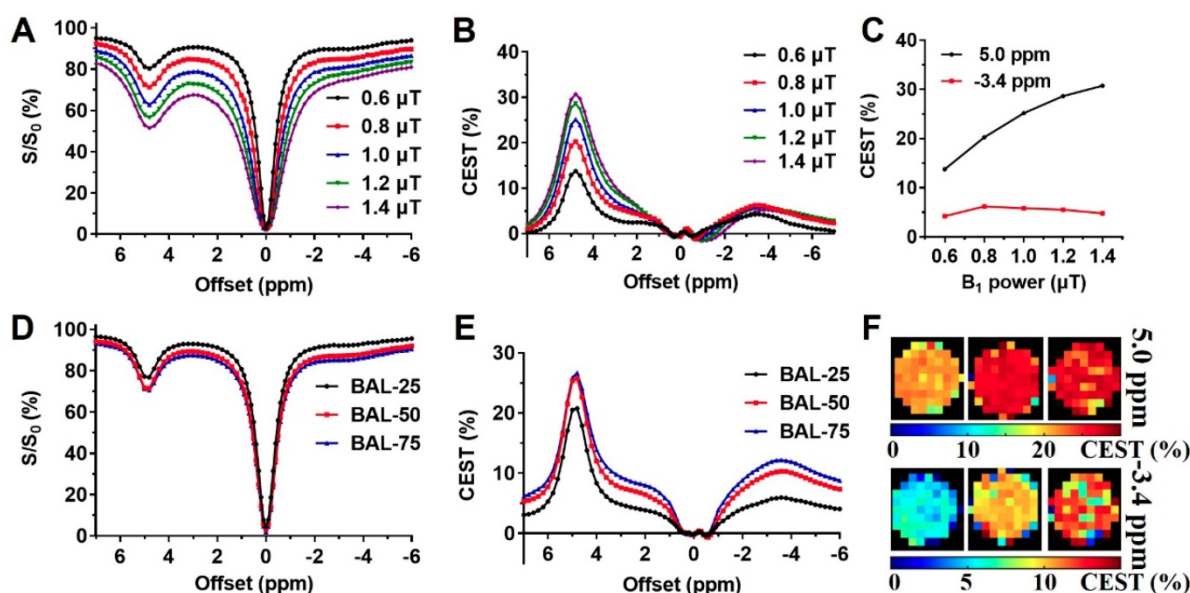 A
S/S₀ (%)
100
80
60
40
20
0
0.6 µT
0.8 µT
1.0 µT
1.2 µT
1.4 µT
6 4 2 0 -2 -4 -6
Offset (ppm)
B
CEST (%)
40
30
20
10
0
0.6 µT
0.8 µT
1.0 µT
1.2 µT
1.4 µT
6 4 2 0 -2 -4 -6
Offset (ppm)
C
CEST (%)
40
30
20
10
0
5.0 ppm
-3.4 ppm
0.6 0.8 1.0 1.2 1.4
B₁ power (µT)
D
S/S₀ (%)
100
80
60
40
20
0
BAL-25
BAL-50
BAL-75
6 4 2 0 -2 -4 -6
Offset (ppm)
E
CEST (%)
30
20
10
0
BAL-25
BAL-50
BAL-75
6 4 2 0 -2 -4 -6
Offset (ppm)
F
5.0 ppm
0 10 20 CEST (%)
-3.4 ppm
0 5 10 CEST (%)